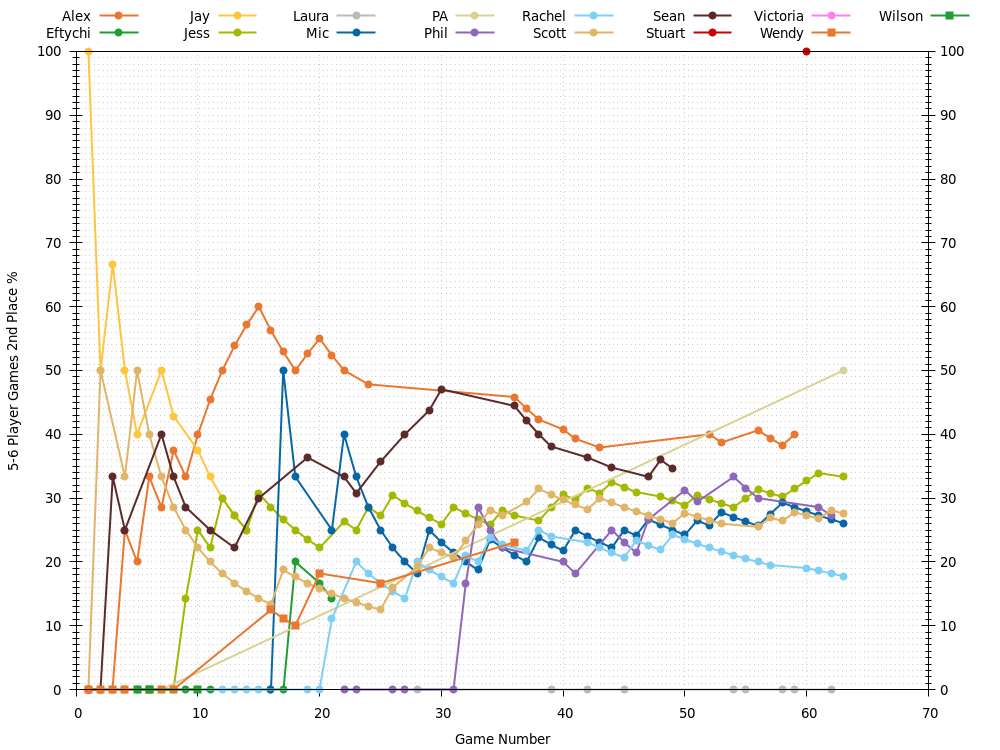 Alex Jay Laura PA Rachel Sean Victoria Wilson
Eftychi Jess Mic Phil Scott Stuart Wendy
100 100
90 90
80 80
70 70
60 60
50 50
40 40
30 30
20 20
10 10
0 0
0 10 20 30 40 50 60 70
5-6 Player Games 2nd Place %
Game Number